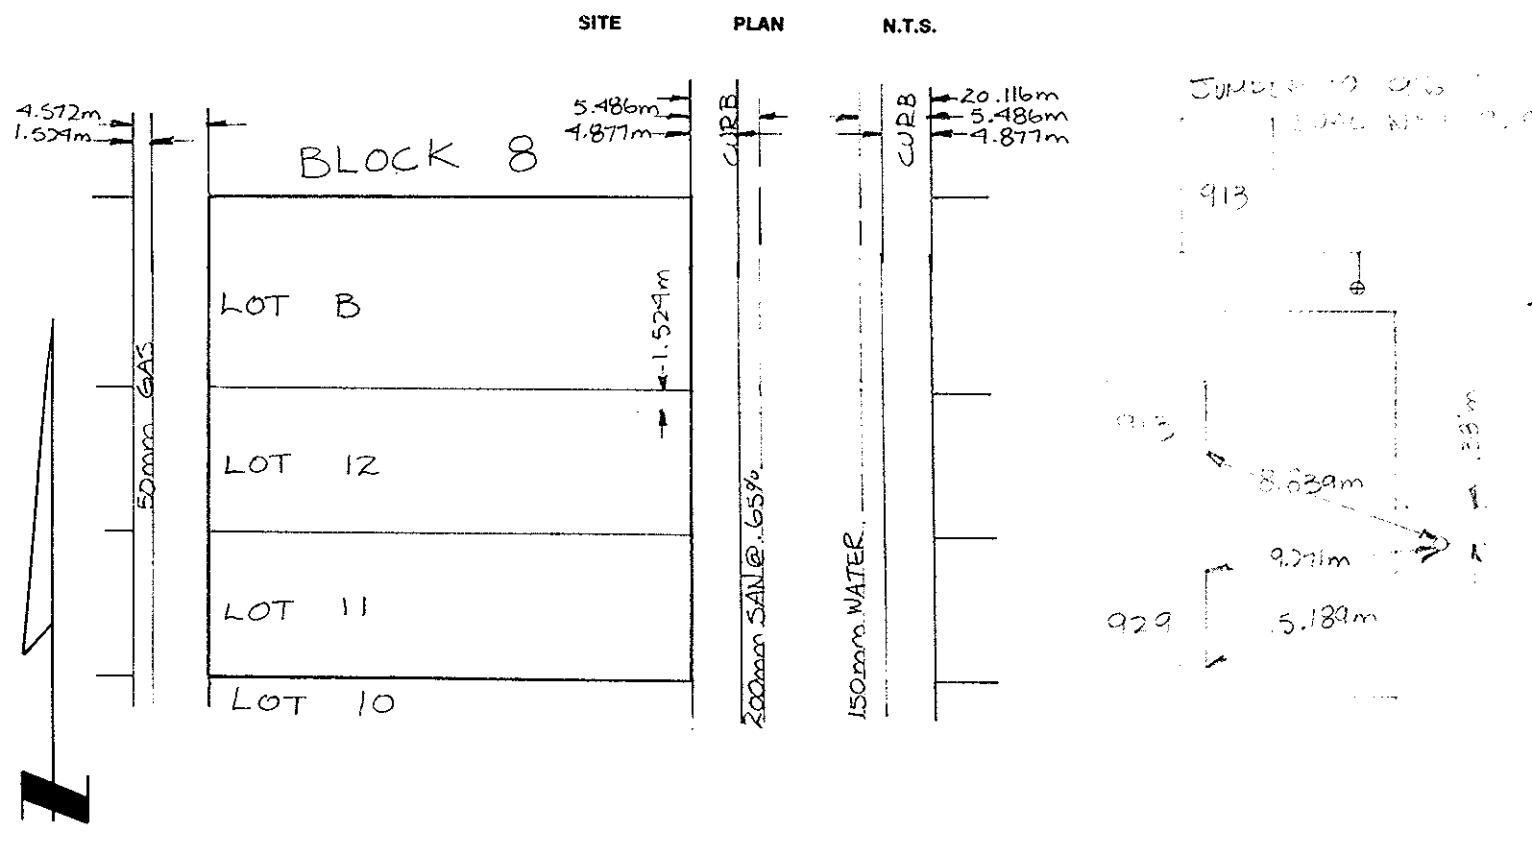 SITE PLAN N.T.S.
4.572m
1.524m
5.486m
4.877m
CURB
CURB
20.116m
5.486m
4.877m
BLOCK 8
913
LOT B
1.524m
50mm GAS
LOT 12
200mm SAN @ .65%
150mm WATER
913
8.639m
9.271m
LOT 11
929
5.189m
LOT 10